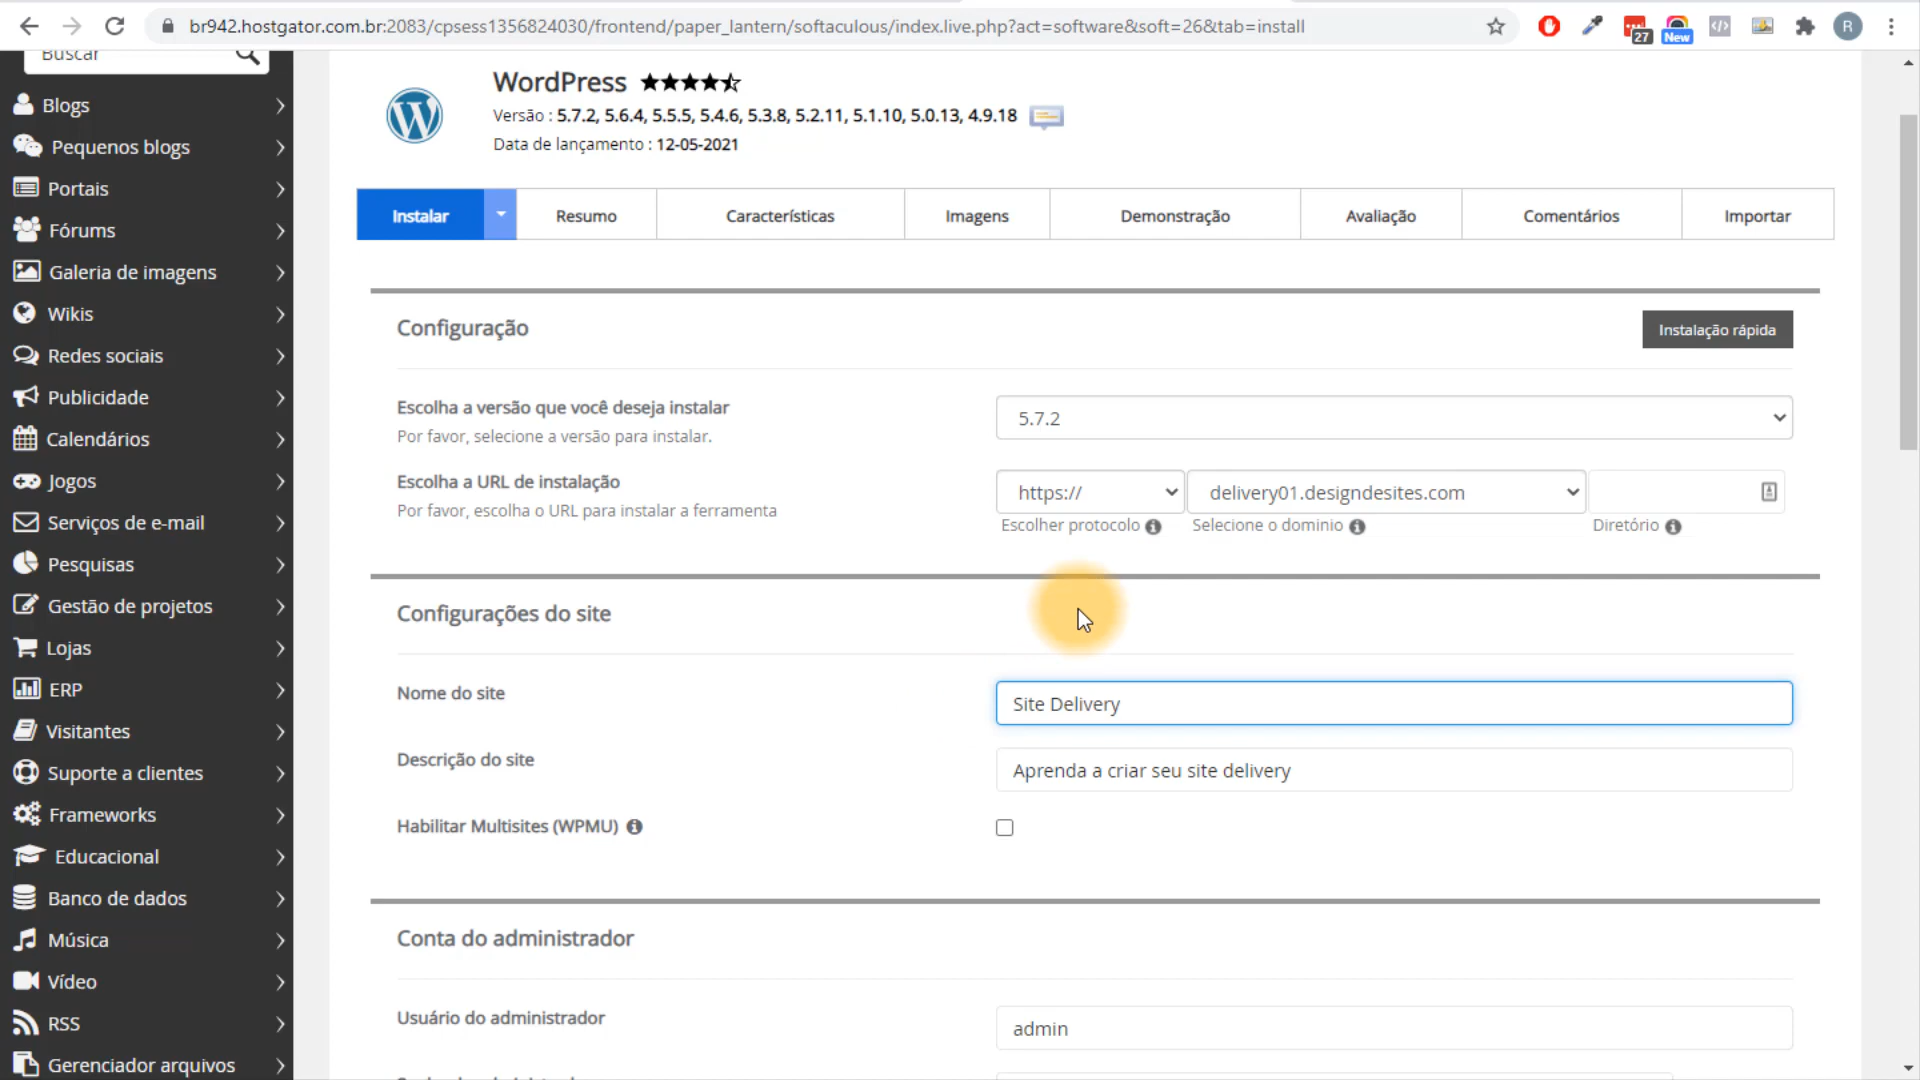 br942.hostgator.com.br:2083/cpsess1356824030/frontend/paper_lantern/softaculous/index.live.php?act=software&soft=26&tab=install
27
New
R
Buscar
Blogs
Pequenos blogs
Portais
Fórums
Galeria de imagens
Wikis
Redes sociais
Publicidade
Calendários
Jogos
Serviços de e-mail
Pesquisas
Gestão de projetos
Lojas
ERP
Visitantes
Suporte a clientes
Frameworks
Educacional
Banco de dados
Música
Vídeo
RSS
Gerenciador arquivos
WordPress
Versão : 5.7.2, 5.6.4, 5.5.5, 5.4.6, 5.3.8, 5.2.11, 5.1.10, 5.0.13, 4.9.18
Data de lançamento : 12-05-2021
Instalar Resumo Características Imagens Demonstração Avaliação Comentários Importar
Configuração
Instalação rápida
Escolha a versão que você deseja instalar
Por favor, selecione a versão para instalar.
5.7.2
Escolha a URL de instalação
Por favor, escolha o URL para instalar a ferramenta
https:// delivery01.designdesites.com
Escolher protocolo Selecione o dominio Diretório
Configurações do site
Nome do site
Site Delivery
Descrição do site
Aprenda a criar seu site delivery
Habilitar Multisites (WPMU)
Conta do administrador
Usuário do administrador
admin